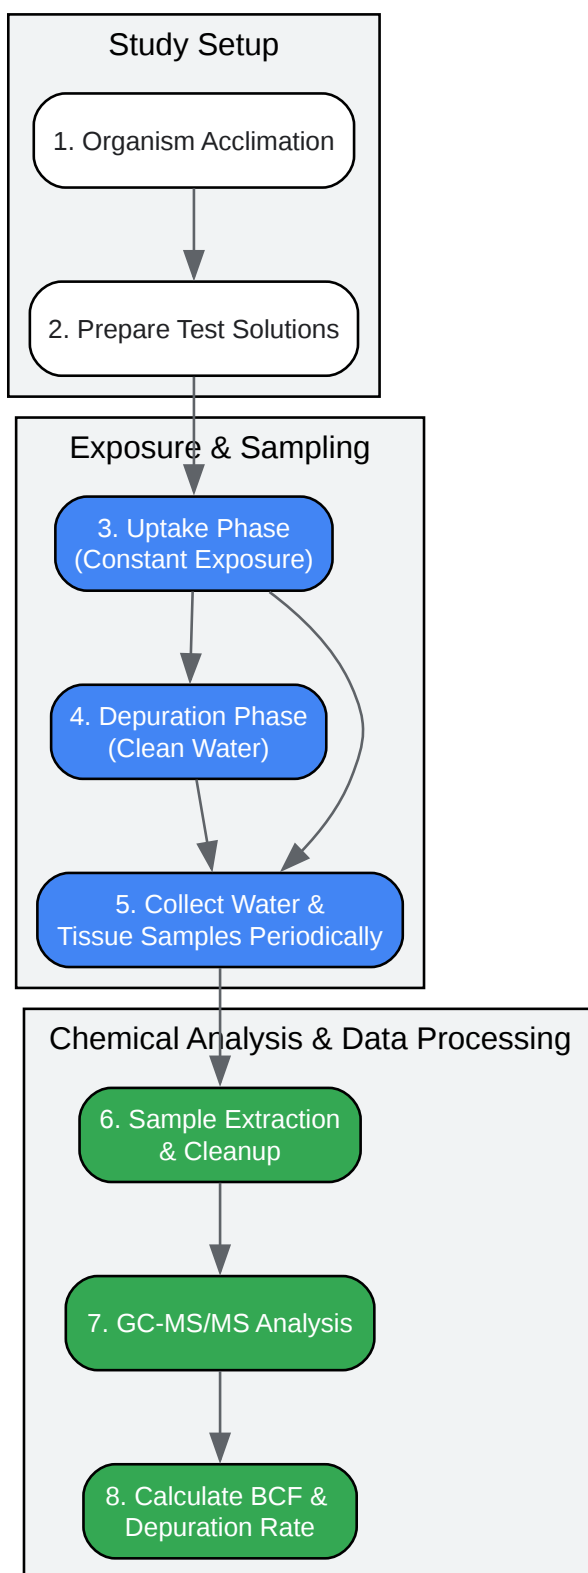 Study Setup
1. Organism Acclimation
2. Prepare Test Solutions
Exposure & Sampling
3. Uptake Phase
(Constant Exposure)
4. Depuration Phase
(Clean Water)
5. Collect Water &
Tissue Samples Periodically
Chemical Analysis & Data Processing
6. Sample Extraction
& Cleanup
7. GC-MS/MS Analysis
8. Calculate BCF &
Depuration Rate